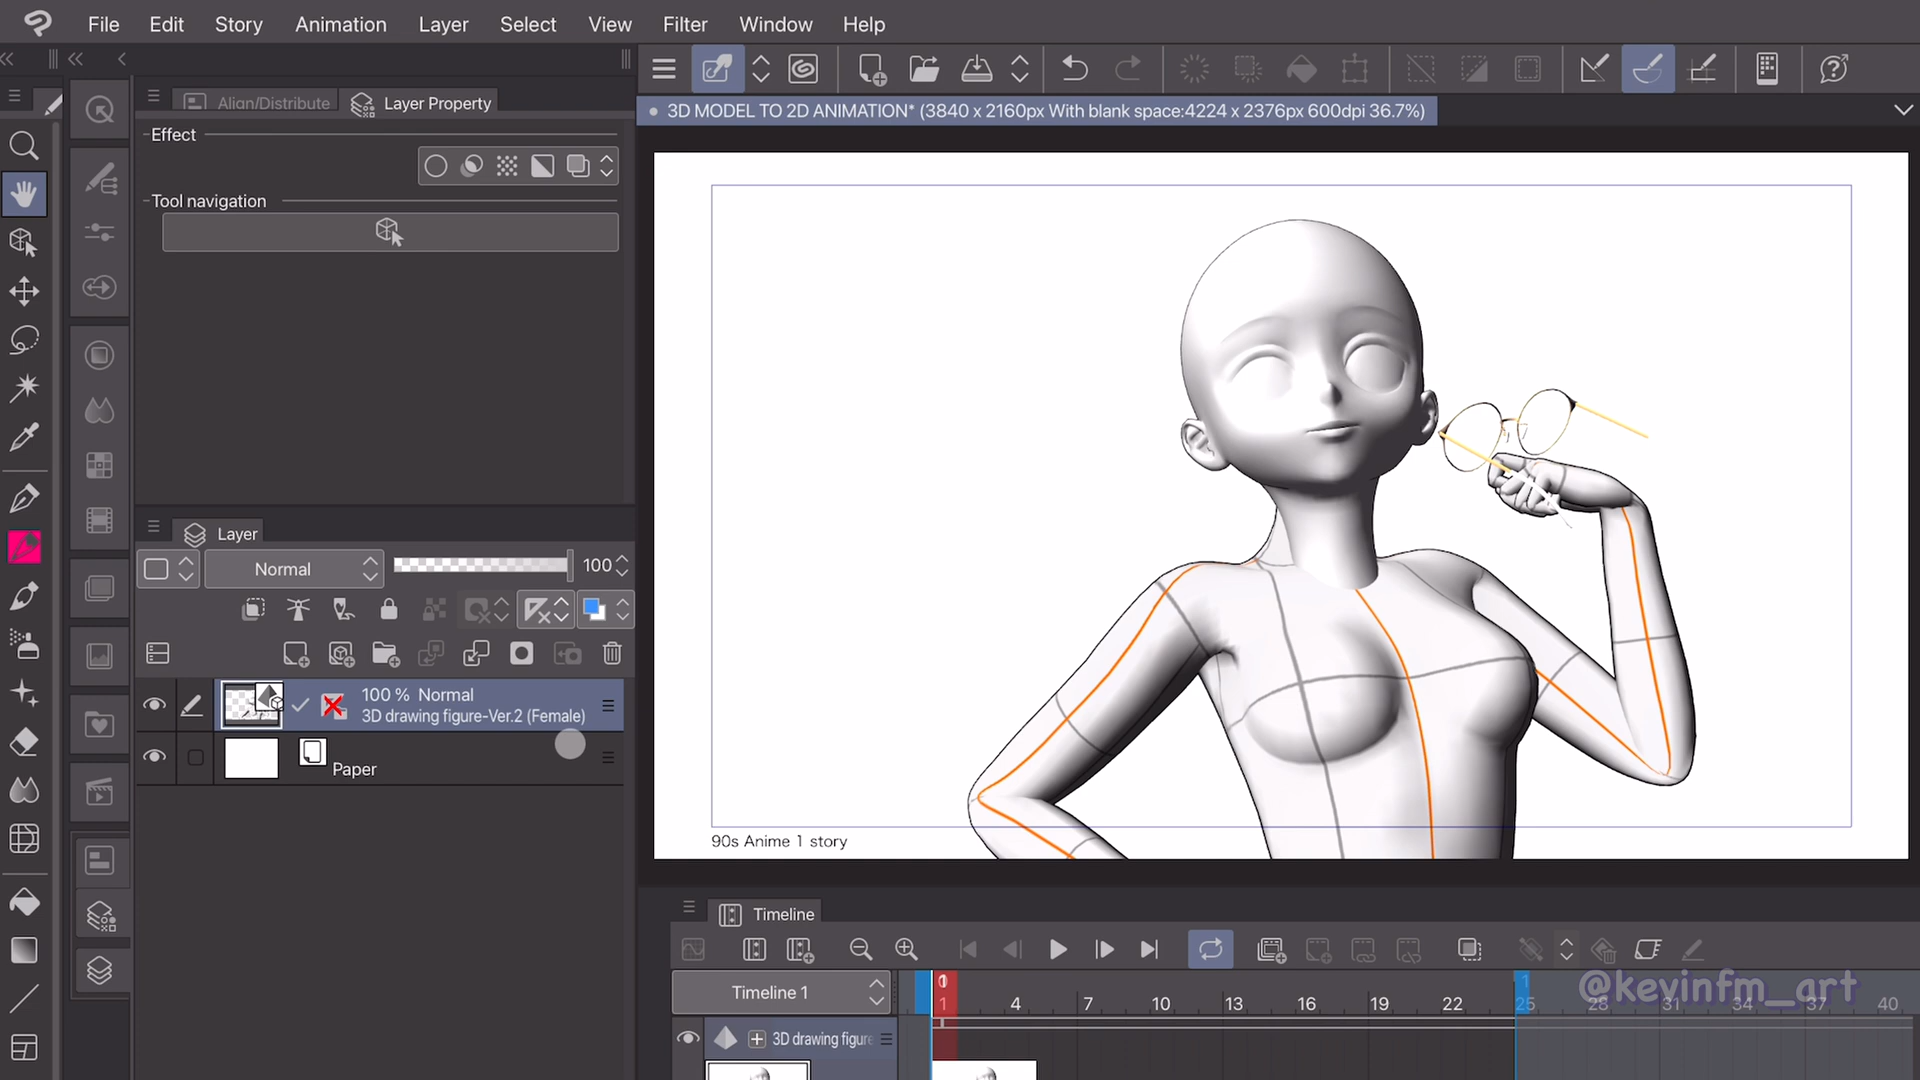 File Edit Story Animation Layer Select View Filter Window Help
Align/Distribute Layer Property
3D MODEL TO 2D ANIMATION* (3840 x 2160px With blank space:4224 x 2376px 600dpi 36.7%)
Effect
Tool navigation
Layer
Normal 100
100 % Normal
3D drawing figure-Ver.2 (Female)
Paper
90s Anime 1 story
Timeline
Timeline 1
0 1
1 4 7 10 13 16 19 22 25 28 31 34 37 40
@kevinfm_art
3D drawing figure